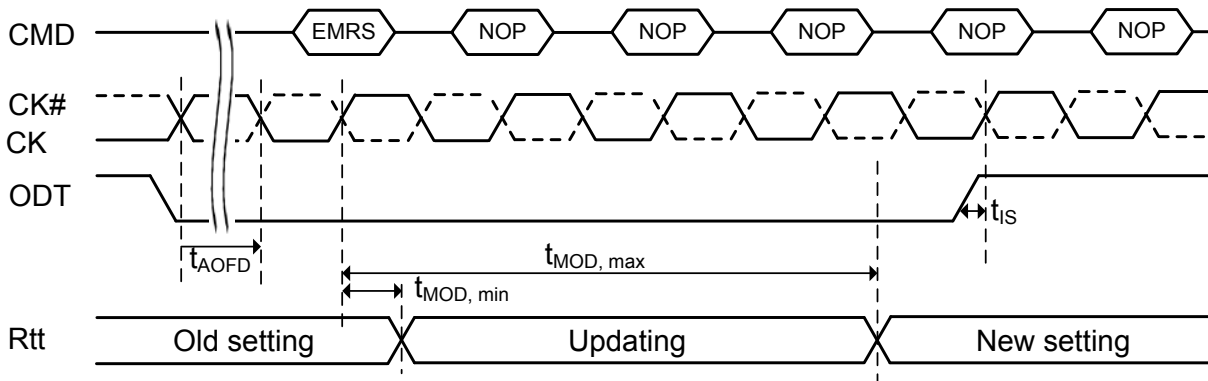 CMD EMRS NOP NOP NOP NOP NOP
CK#
CK
ODT
tIS
tAOFD
tMOD, max
tMOD, min
Rtt Old setting Updating New setting